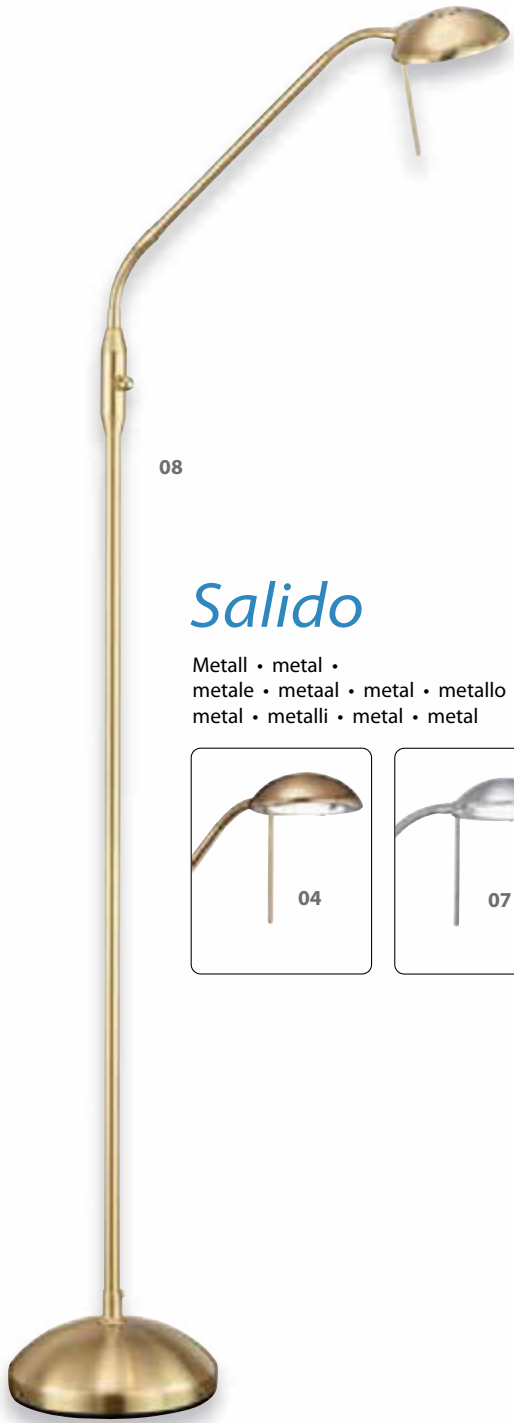 08
Salido
Metall • metal •
metale • metaal • metal • metallo
metal • metalli • metal • metal
04
07